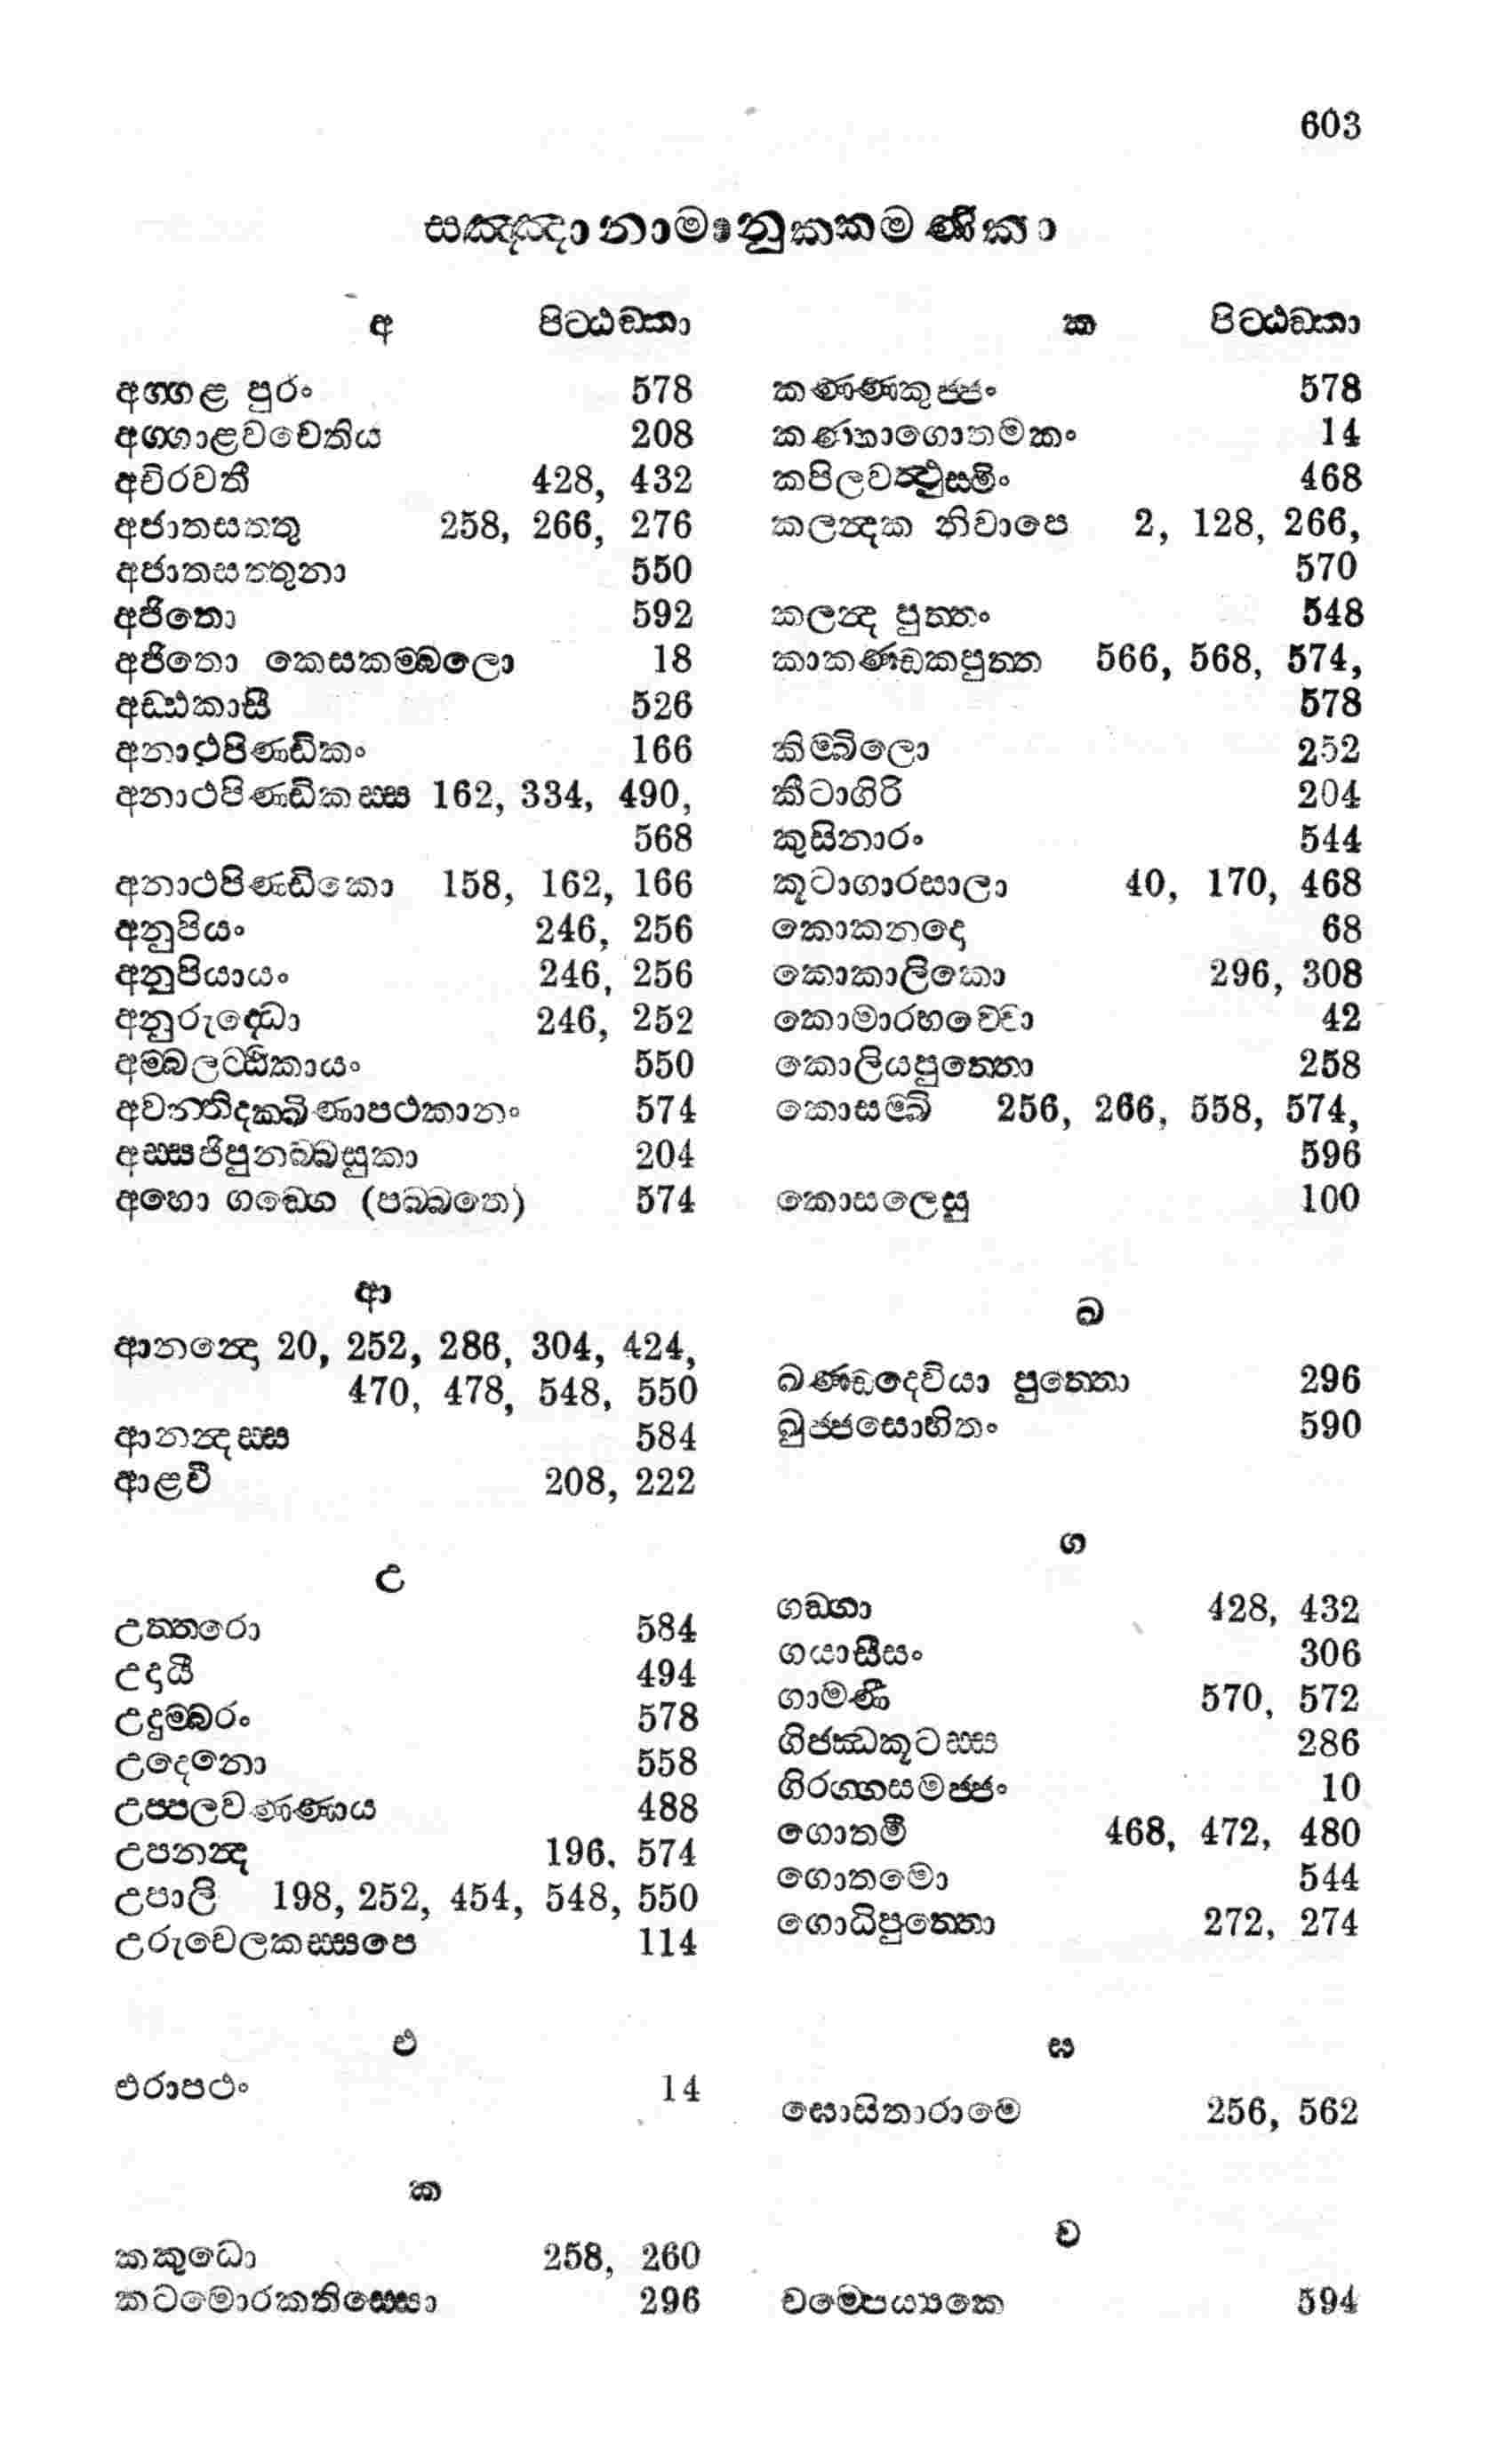 603
සඤ්ඤානාමානුක්කමණිකා
අ පිට්ඨඞ්කා
අග්ගළ පුරං 578
අග්ගාළවචෙතිය 208
අචිරවතී 428, 432
අජාතසත්තු 258, 266, 276
අජාතසත්තුනා 550
අජිතො 592
අජිතො කෙසකම්බලො 18
අඩ්ඪකාසී 526
අනාථපිණ්ඩිකං 166
අනාථපිණ්ඩිකස්ස 162, 334, 490,
568
අනාථපිණ්ඩිකො 158, 162, 166
අනුපියං 246, 256
අනුපියායං 246, 256
අනුරුද්ධො 246, 252
අම්බලට්ඨිකායං 550
අවන්තිදක්ඛිණාපථකානං 574
අස්සජිපුනබ්බසුකා 204
අහො ගඞ්ගෙ (පබ්බතෙ) 574
ආ
ආනන්දො 20, 252, 286, 304, 424,
470, 478, 548, 550
ආනන්දස්ස 584
ආළවී 208, 222
උ
උත්තරො 584
උදායී 494
උදුම්බරං 578
උදෙනො 558
උප්පලවණ්ණාය 488
උපනන්ද 196, 574
උපාලි 198, 252, 454, 548, 550
උරුවෙලකස්සපෙ 114
එ
එරාපථං 14
ක
කකුධො 258, 260
කටමොරකතිස්සො 296
ක පිට්ඨඞ්කා
කණ්ණකුජ්ජං 578
කණ්හාගොතමකං 14
කපිලවත්ථුස්මිං 468
කලන්දක නිවාපෙ 2, 128, 266,
570
කලන්ද පුත්තං 548
කාකණ්ඩකපුත්ත 566, 568, 574,
578
කිම්බිලො 252
කීටාගිරි 204
කුසිනාරං 544
කූටාගාරසාලා 40, 170, 468
කොකනදො 68
කොකාලිකො 296, 308
කොමාරභච්චො 42
කොලියපුත්තො 258
කොසම්බි 256, 266, 558, 574,
596
කොසලෙසු 100
ඛ
ඛණ්ඩදෙවියා පුත්තො 296
ඛුජ්ජසොභිතං 590
ග
ගඞ්ගා 428, 432
ගයාසීසං 306
ගාමණී 570, 572
ගිජ්ඣකූටස්ස 286
ගිරග්ගසමජ්ජං 10
ගොතමී 468, 472, 480
ගොතමො 544
ගොධිපුත්තො 272, 274
ඝ
ඝොසිතාරාමෙ 256, 562
ච
චම්පෙය්‍යකෙ 594